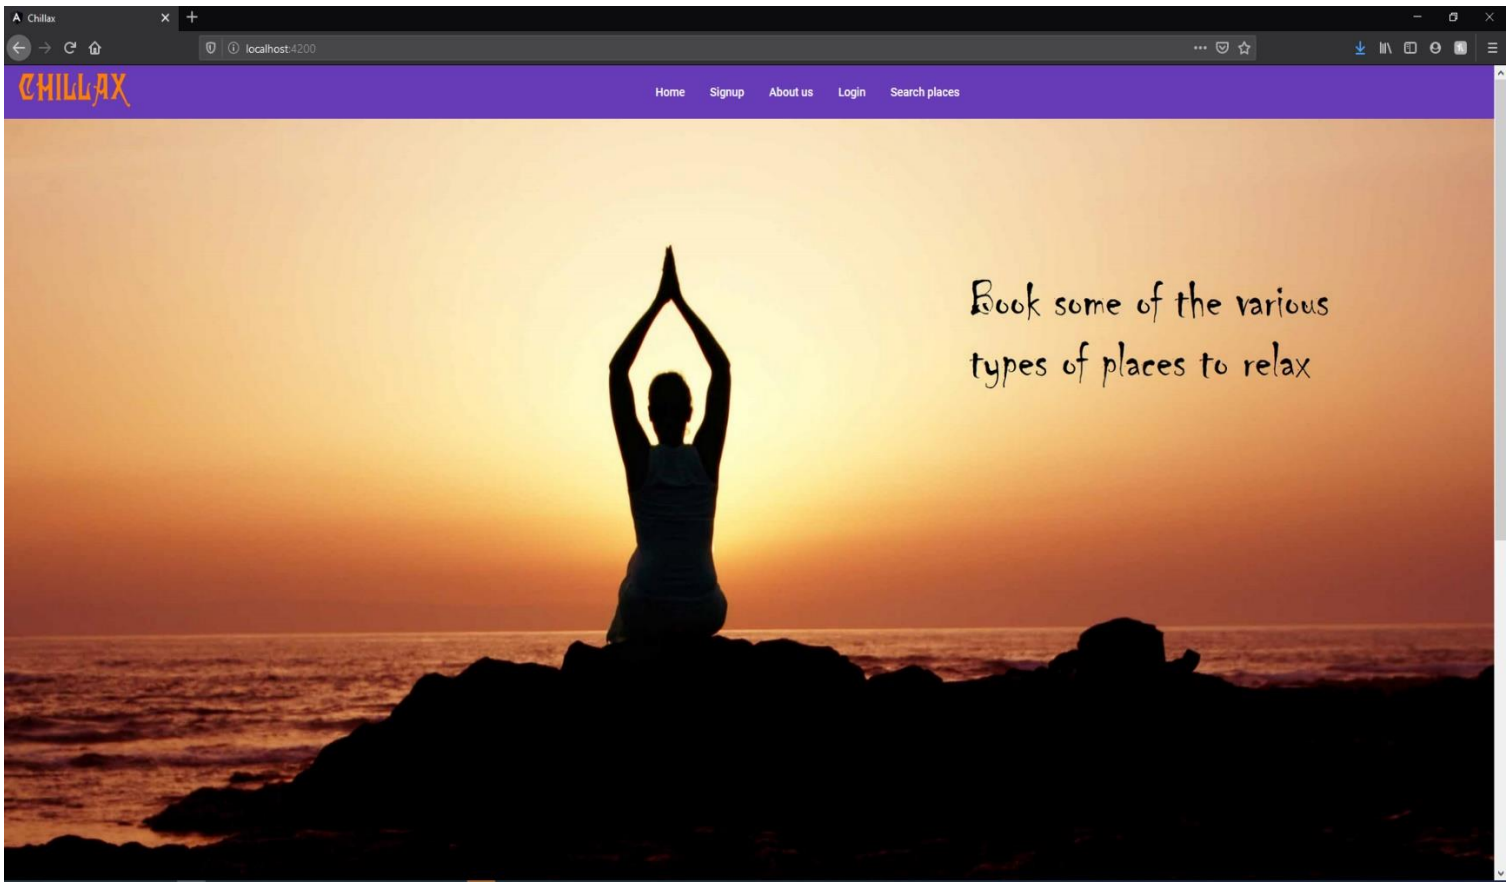 Chillax
localhost:4200
CHILLAX
Home Signup About us Login Search places
Book some of the various
types of places to relax